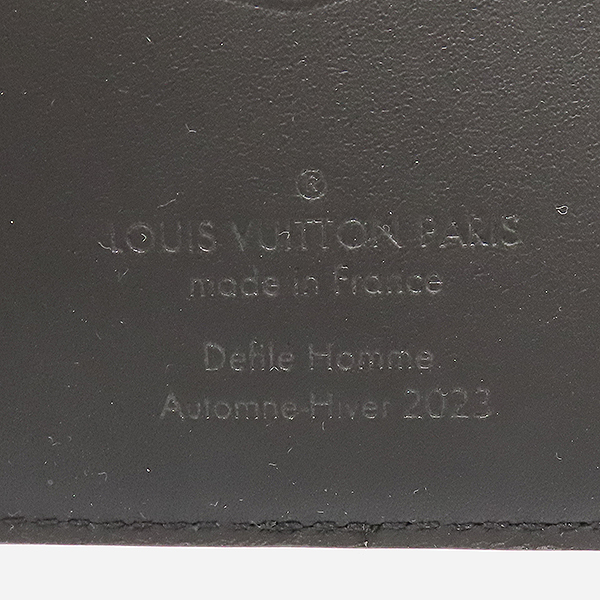 ®
LOUIS VUITTON PARIS
made in France
Defile Homme
Automne-Hiver 2023